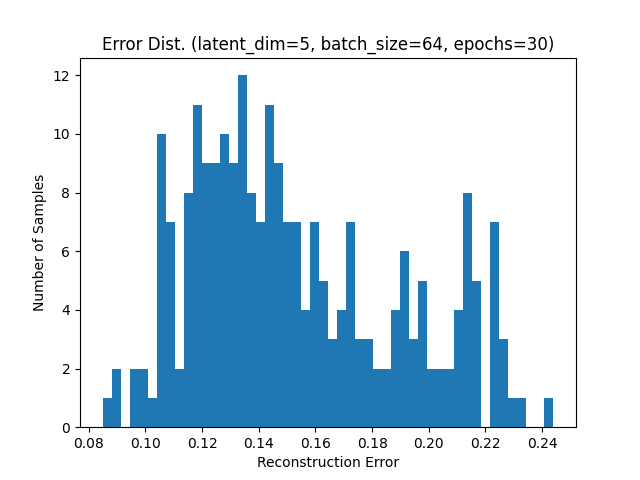 Error Dist. (latent_dim=5, batch_size=64, epochs=30)
12
10
8
6
4
2
0
Number of Samples
0.08 0.10 0.12 0.14 0.16 0.18 0.20 0.22 0.24
Reconstruction Error